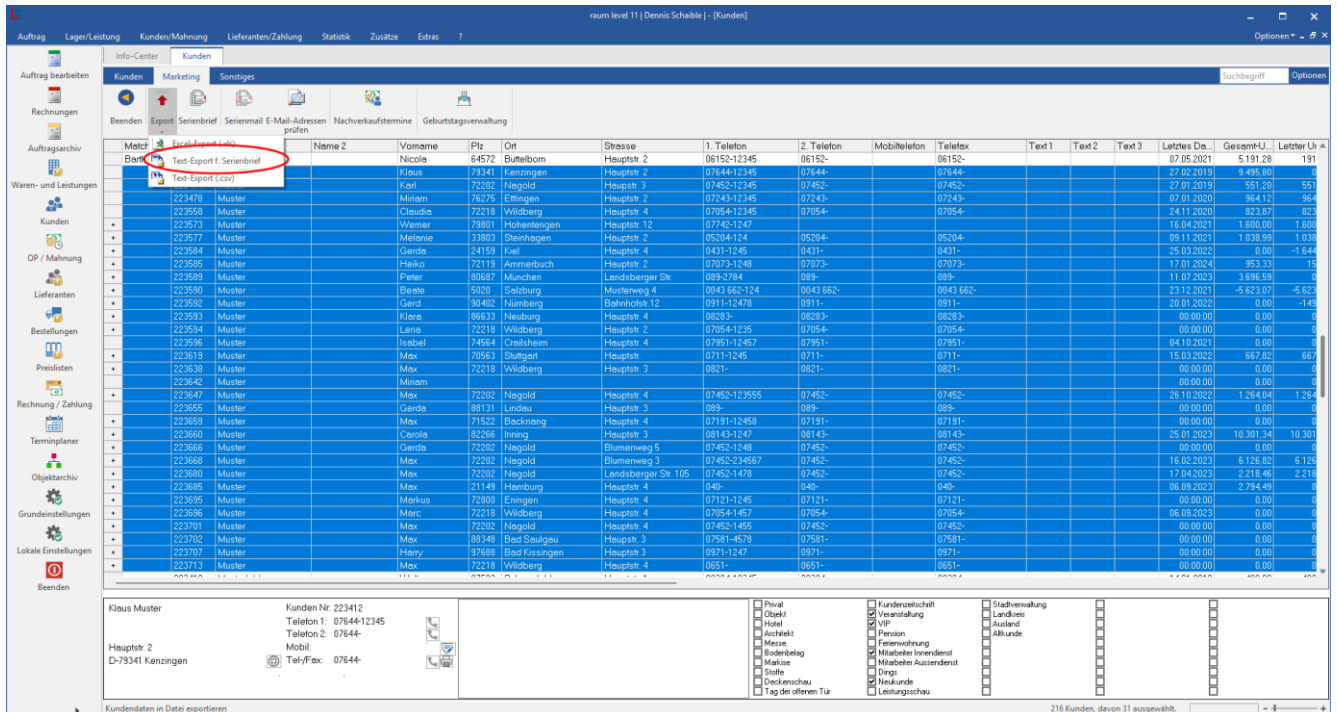 raum level 11 | Dennis Schaible | - [Kunden]
Auftrag Lager/Leistung Kunden/Mahnung Lieferanten/Zahlung Statistik Zusätze Extras ? Optionen
Info-Center Kunden
Kunden Marketing Sonstiges Suchbegriff Optionen
Beenden Export Serienbrief Serienmail E-Mail-Adressen prüfen Nachverkaufstermine Geburtstagsverwaltung
Excel-Export (.xls)
Text-Export f. Serienbrief
Text-Export (.csv)
Auftrag bearbeiten
Rechnungen
Auftragsarchiv
Waren- und Leistungen
Kunden
OP / Mahnung
Lieferanten
Bestellungen
Preislisten
Rechnung / Zahlung
Terminplaner
Objektarchiv
Grundeinstellungen
Lokale Einstellungen
Beenden
Match Name 2 Vorname Plz Ort Strasse 1. Telefon 2. Telefon Mobiltelefon Telefax Text1 Text2 Text3 Letztes Da... Gesamt-U... Letzter Ur
Barth Nicola 64572 Büttelborn Hauptstr. 2 06152-12345 06152- 06152- 07.05.2021 5.191,28 191
Klaus 79341 Kenzingen Hauptstr. 2 07644-12345 07644- 07644- 27.02.2019 9.495,80 0
Karl 72202 Nagold Haupstr. 3 07452-12345 07452- 07452- 27.01.2019 551,20 551
223478 Muster Miriam 76275 Ettlingen Hauptstr. 2 07243-12345 07243- 07243- 07.01.2020 964,12 964
223558 Muster Claudia 72218 Wildberg Hauptstr. 4 07054-12345 07054- 07054- 24.11.2020 823,87 823
+ 223573 Muster Werner 79801 Hohentengen Hauptstr. 12 07742-1247 16.04.2021 1.600,00 1.600
+ 223577 Muster Melanie 33803 Steinhagen Hauptstr. 2 05204-124 05204- 05204- 09.11.2021 1.038,99 1.038
+ 223584 Muster Gerda 24159 Kiel Hauptstr. 4 0431-1245 0431- 0431- 25.03.2022 0,00 -1.644
+ 223585 Muster Heiko 72119 Ammerbuch Hauptstr. 2 07073-1248 07073- 07073- 17.01.2024 953,33 15
+ 223589 Muster Peter 80687 München Landsberger Str. 089-2784 089- 089- 11.07.2023 3.696,59 0
+ 223590 Muster Beate 5020 Salzburg Musterweg 4 0043 662-124 0043 662- 0043 662- 23.12.2021 -5.623,07 -5.623
+ 223592 Muster Gerd 90402 Nürnberg Bahnhofstr.12 0911-12478 0911- 0911- 20.01.2022 0,00 -149
+ 223593 Muster Klara 86633 Neuburg Hauptstr. 4 08283- 08283- 08283- 00:00:00 0,00 0
+ 223594 Muster Lena 72218 Wildberg Hauptstr. 2 07054-1235 07054- 07054- 00:00:00 0,00 0
223596 Muster Isabel 74564 Crailsheim Hauptstr. 4 07951-12457 07951- 07951- 04.10.2021 0,00 0
+ 223619 Muster Max 70563 Stuttgart Hauptstr. 0711-1245 0711- 0711- 15.03.2022 667,82 667
+ 223638 Muster Max 72218 Wildberg Hauptstr. 3 0821- 0821- 0821- 00:00:00 0,00 0
223642 Muster Miriam 00:00:00 0,00 0
+ 223647 Muster Max 72202 Nagold Hauptstr. 4 07452-123555 07452- 07452- 26.10.2022 1.264,04 1.264
223655 Muster Gerda 88131 Lindau Hauptstr. 3 089- 089- 089- 00:00:00 0,00 0
+ 223659 Muster Max 71522 Backnang Hauptstr. 4 07191-12458 07191- 07191- 00:00:00 0,00 0
+ 223660 Muster Carola 82266 Inning Hauptstr. 3 08143-1247 08143- 08143- 25.01.2023 10.301,34 10.301
+ 223666 Muster Gerda 72202 Nagold Blumenweg 5 07452-1248 07452- 07452- 00:00:00 0,00 0
+ 223668 Muster Max 72202 Nagold Blumenweg 3 07452-234567 07452- 07452- 16.02.2023 6.126,82 6.126
+ 223680 Muster Max 72202 Nagold Landsberger Str. 105 07452-1478 07452- 07452- 17.04.2023 2.218,46 2.218
+ 223685 Muster Max 21149 Hamburg Hauptstr. 4 040- 040- 040- 06.09.2023 2.794,49 0
+ 223695 Muster Markus 72800 Eningen Hauptstr. 4 07121-1245 07121- 07121- 00:00:00 0,00 0
+ 223696 Muster Marc 72218 Wildberg Hauptstr. 4 07054-1457 07054- 07054- 06.09.2023 0,00 0
+ 223701 Muster Max 72202 Nagold Hauptstr. 4 07452-1455 07452- 07452- 00:00:00 0,00 0
+ 223702 Muster Max 88348 Bad Saulgau Haupstr, 3 07581-4578 07581- 07581- 00:00:00 0,00 0
+ 223707 Muster Harry 97688 Bad Kissingen Hauptstr.3 0971-1247 0971- 0971- 00:00:00 0,00 0
+ 223713 Muster Max 72218 Wildberg Hauptstr. 4 0651- 0651- 0651- 00:00:00 0,00 0
Klaus Muster
Hauptstr. 2
D-79341 Kenzingen
Kunden Nr. 223412
Telefon 1: 07644-12345
Telefon 2: 07644-
Mobil:
Tel-/Fax: 07644-
Privat
Objekt
Hotel
Architekt
Messe
Bodenbelag
Markise
Stoffe
Deckenschau
Tag der offenen Tür
Kundenzeitschrift
Veranstaltung
VIP
Pension
Ferienwohnung
Mitarbeiter Innendienst
Mitarbeiter Aussendienst
Dings
Neukunde
Leistungsschau
Stadtverwaltung
Landkreis
Ausland
Altkunde
Kundendaten in Datei exportieren 216 Kunden, davon 31 ausgewählt.